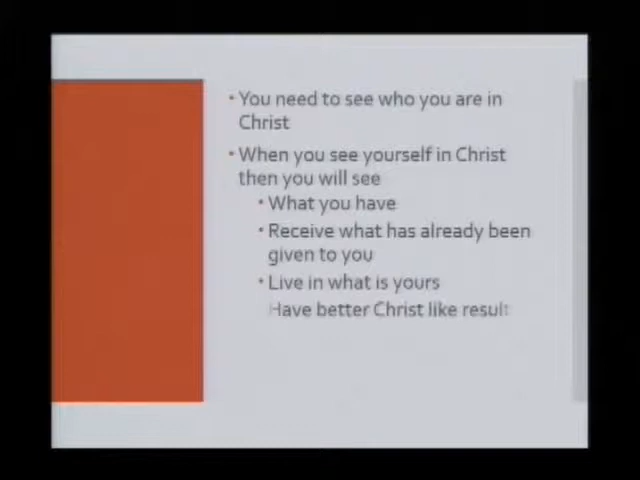 • You need to see who you are in
Christ
• When you see yourself in Christ
then you will see
• What you have
• Receive what has already been
given to you
• Live in what is yours
Have better Christ like result